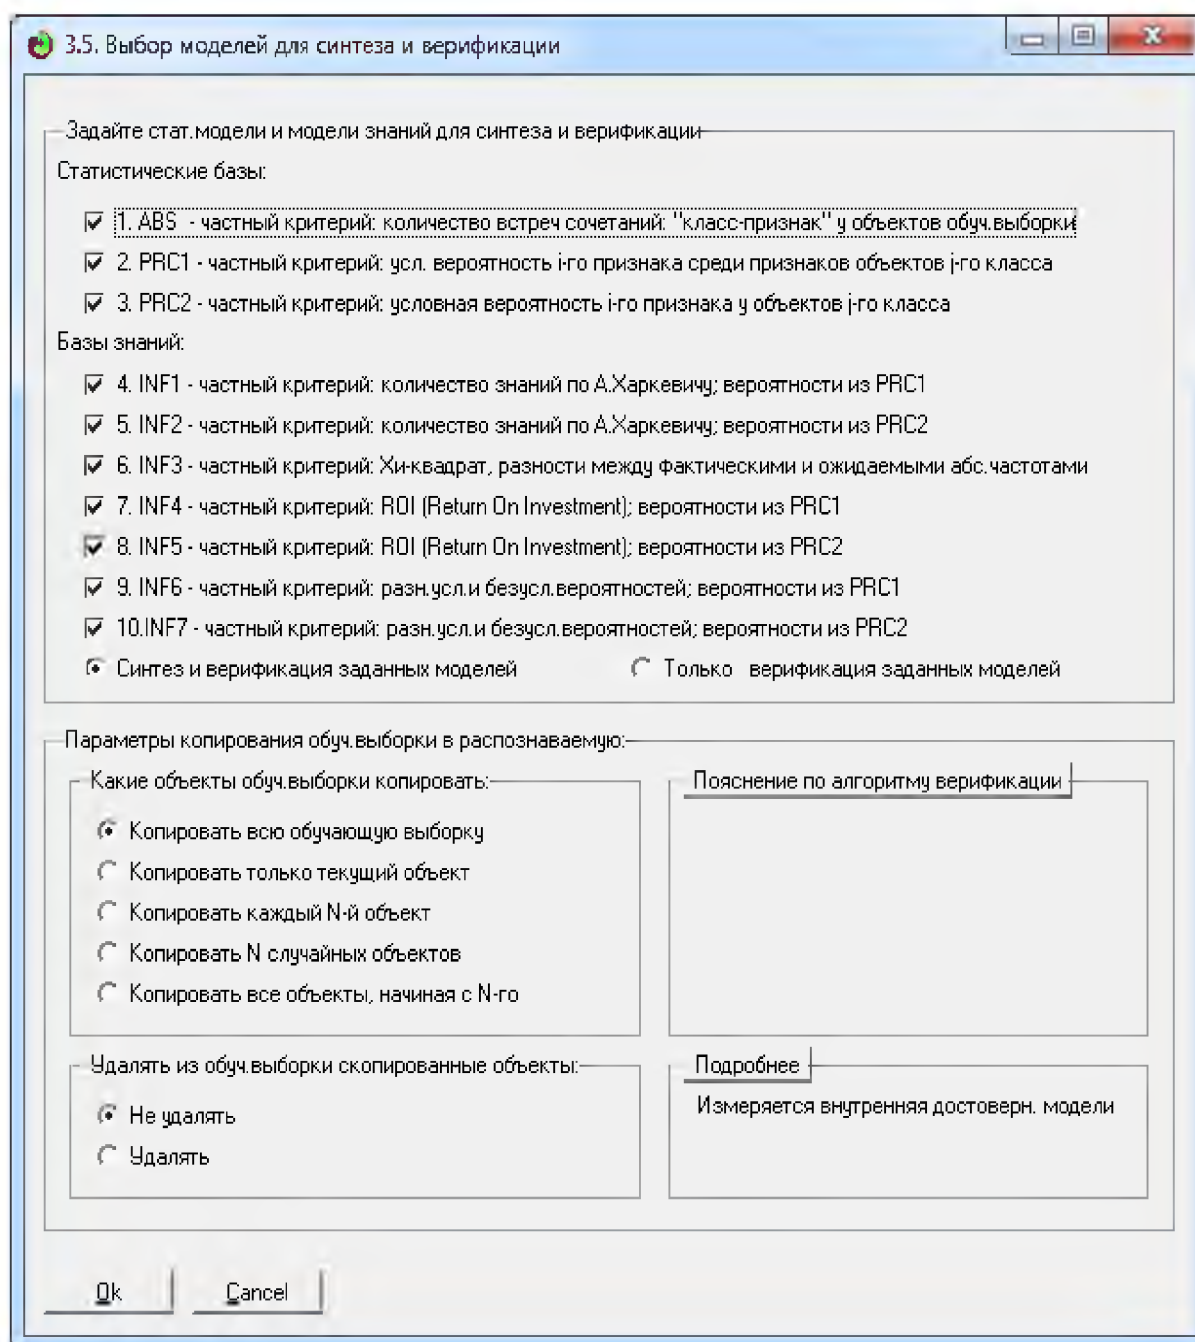 3.5. Выбор моделей для синтеза и верификации
Задайте стат.модели и модели знаний для синтеза и верификации
Статистические базы:
1. ABS - частный критерий: количество встреч сочетаний: "класс-признак" у объектов обуч.выборки
2. PRC1 - частный критерий: усл. вероятность i-го признака среди признаков объектов j-го класса
3. PRC2 - частный критерий: условная вероятность i-го признака у объектов j-го класса
Базы знаний:
4. INF1 - частный критерий: количество знаний по А.Харкевичу; вероятности из PRC1
5. INF2 - частный критерий: количество знаний по А.Харкевичу; вероятности из PRC2
6. INF3 - частный критерий: Хи-квадрат, разности между фактическими и ожидаемыми абс.частотами
7. INF4 - частный критерий: ROI (Return On Investment); вероятности из PRC1
8. INF5 - частный критерий: ROI (Return On Investment); вероятности из PRC2
9. INF6 - частный критерий: разн.усл.и безусл.вероятностей; вероятности из PRC1
10.INF7 - частный критерий: разн.усл.и безусл.вероятностей; вероятности из PRC2
Синтез и верификация заданных моделей Только верификация заданных моделей
Параметры копирования обуч.выборки в распознаваемую:
Какие объекты обуч.выборки копировать:
Копировать всю обучающую выборку
Копировать только текущий объект
Копировать каждый N-й объект
Копировать N случайных объектов
Копировать все объекты, начиная с N-го
Пояснение по алгоритму верификации
Удалять из обуч.выборки скопированные объекты:
Не удалять
Удалять
Подробнее
Измеряется внутренняя достоверн. модели
Ok Cancel